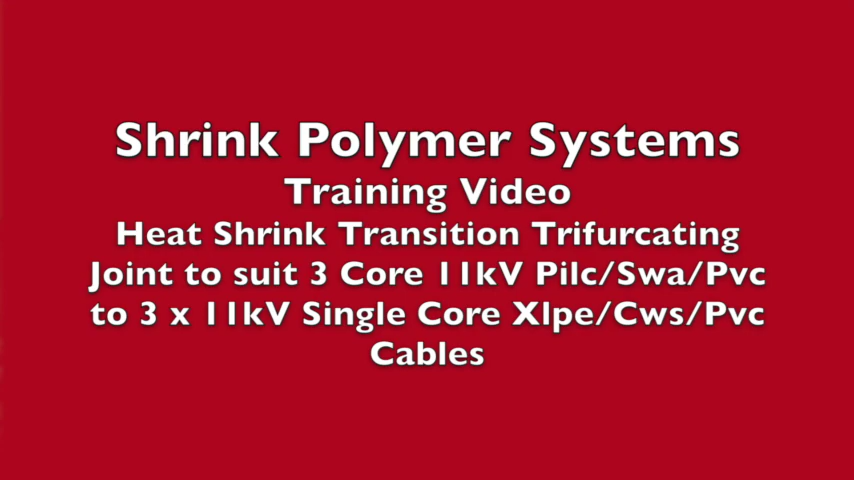 Shrink Polymer Systems
Training Video
Heat Shrink Transition Trifurcating
Joint to suit 3 Core 11kV Pilc/Swa/Pvc
to 3 x 11kV Single Core Xlpe/Cws/Pvc
Cables